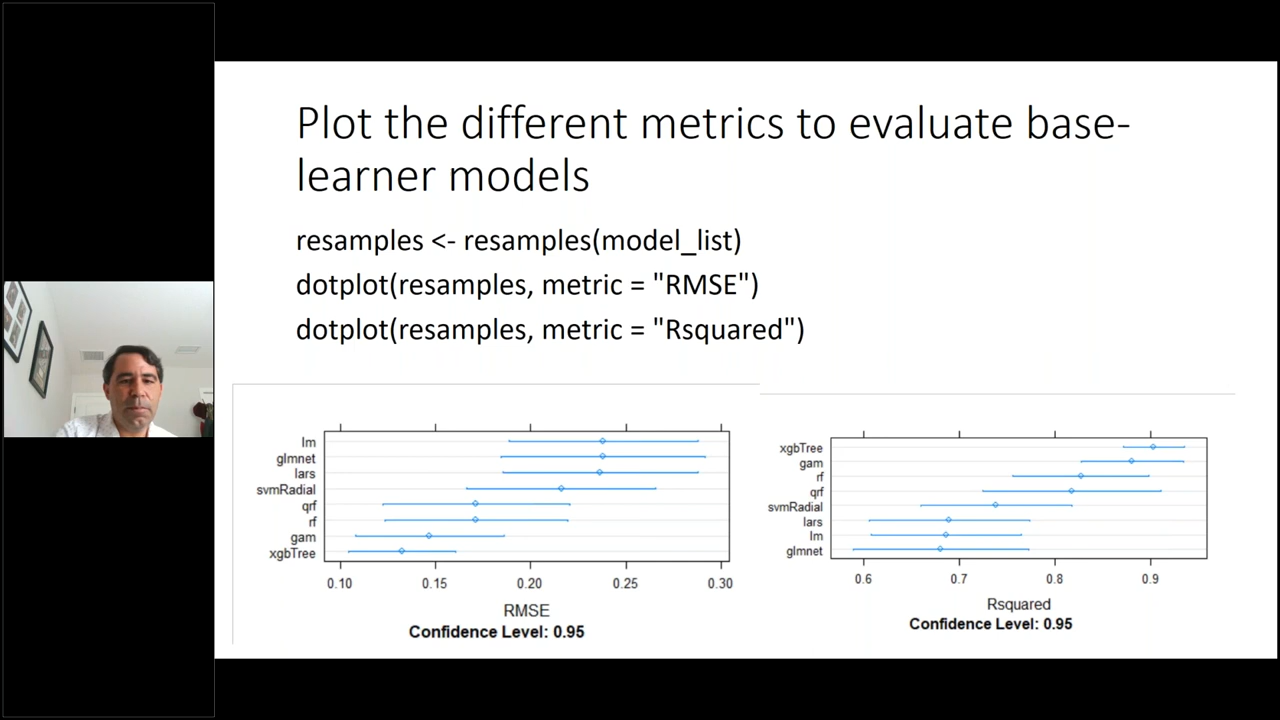 Plot the different metrics to evaluate base-
learner models
resamples <- resamples(model_list)
dotplot(resamples, metric = "RMSE")
dotplot(resamples, metric = "Rsquared")
lm
glmnet
lars
svmRadial
qrf
rf
gam
xgbTree
0.10 0.15 0.20 0.25 0.30
RMSE
Confidence Level: 0.95
xgbTree
gam
rf
qrf
svmRadial
lars
lm
glmnet
0.6 0.7 0.8 0.9
Rsquared
Confidence Level: 0.95